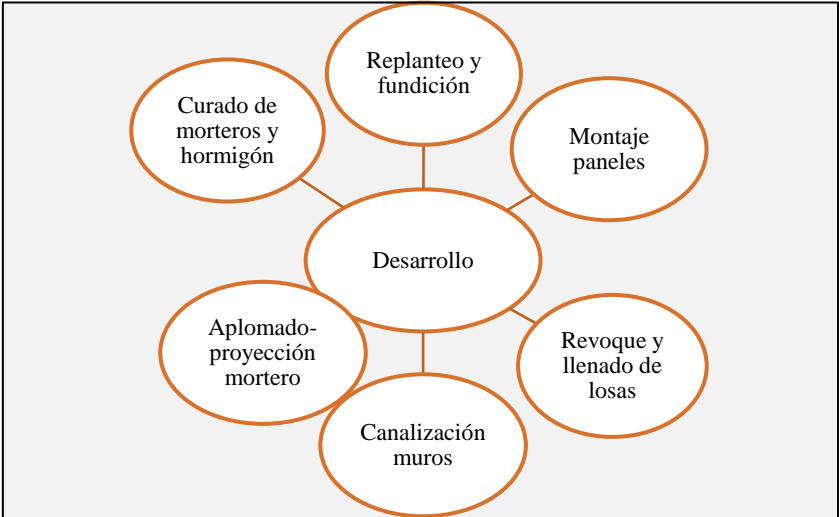 Replanteo y
fundición
Montaje
paneles
Revoque y
llenado de
losas
Canalización
muros
Aplomado-
proyección
mortero
Curado de
morteros y
hormigón
Desarrollo